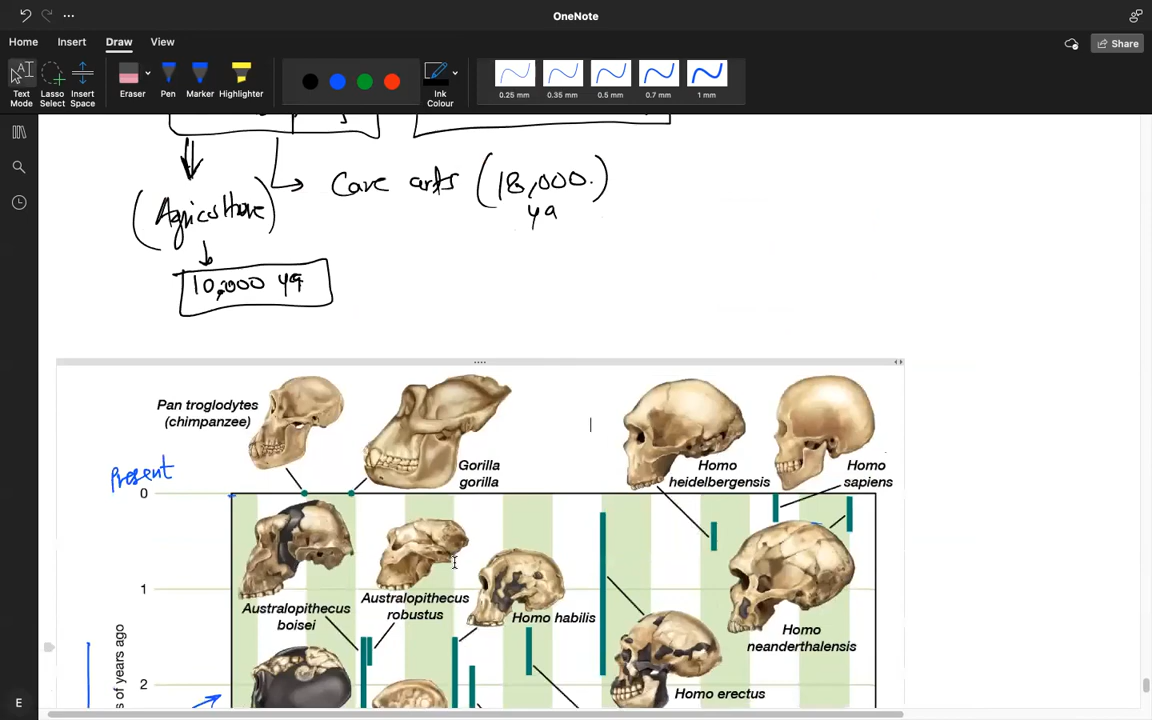 OneNote
Home Insert Draw View
Share
Text Mode
Lasso Select
Insert Space
Eraser
Pen
Marker
Highlighter
Ink Colour
0.25 mm
0.35 mm
0.5 mm
0.7 mm
1 mm
Cave arts (18,000.)
ya
(Agriculture)
10,000 ya
Pan troglodytes
(chimpanzee)
Gorilla
gorilla
Homo
heidelbergensis
Homo
sapiens
Present
0
1
Australopithecus
boisei
Australopithecus
robustus
Homo habilis
Homo
neanderthalensis
2
s of years ago
Homo erectus
E